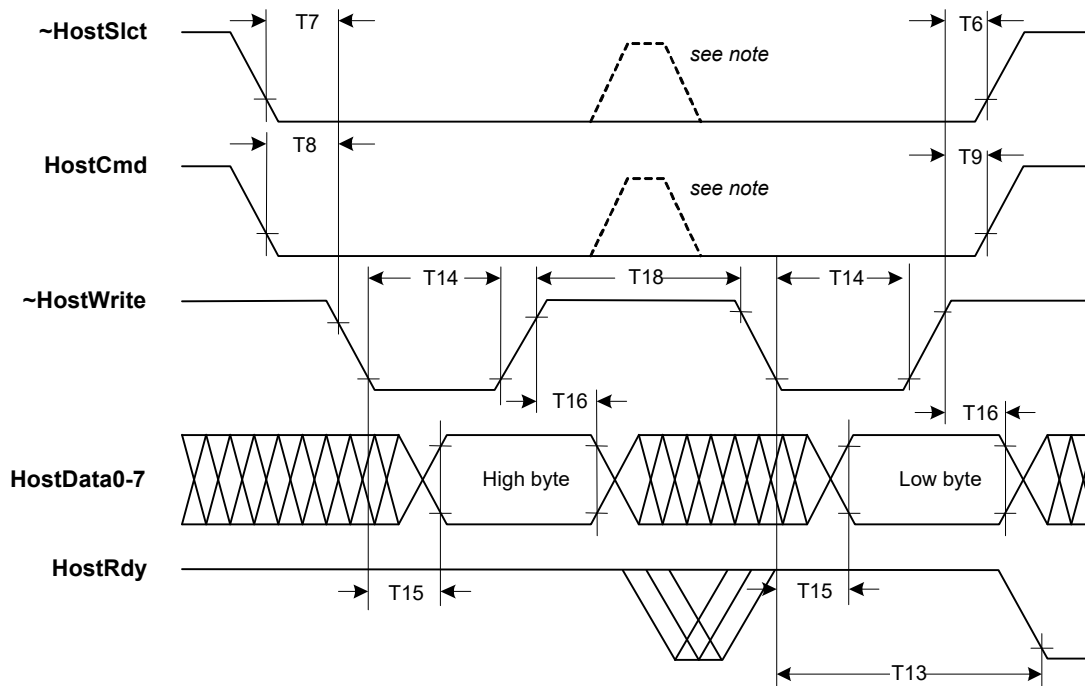 ~HostSlct T7 see note T6
HostCmd T8 see note T9
~HostWrite T14 T18 T14
T16 T16
HostData0-7 High byte Low byte
HostRdy T15 T15
T13